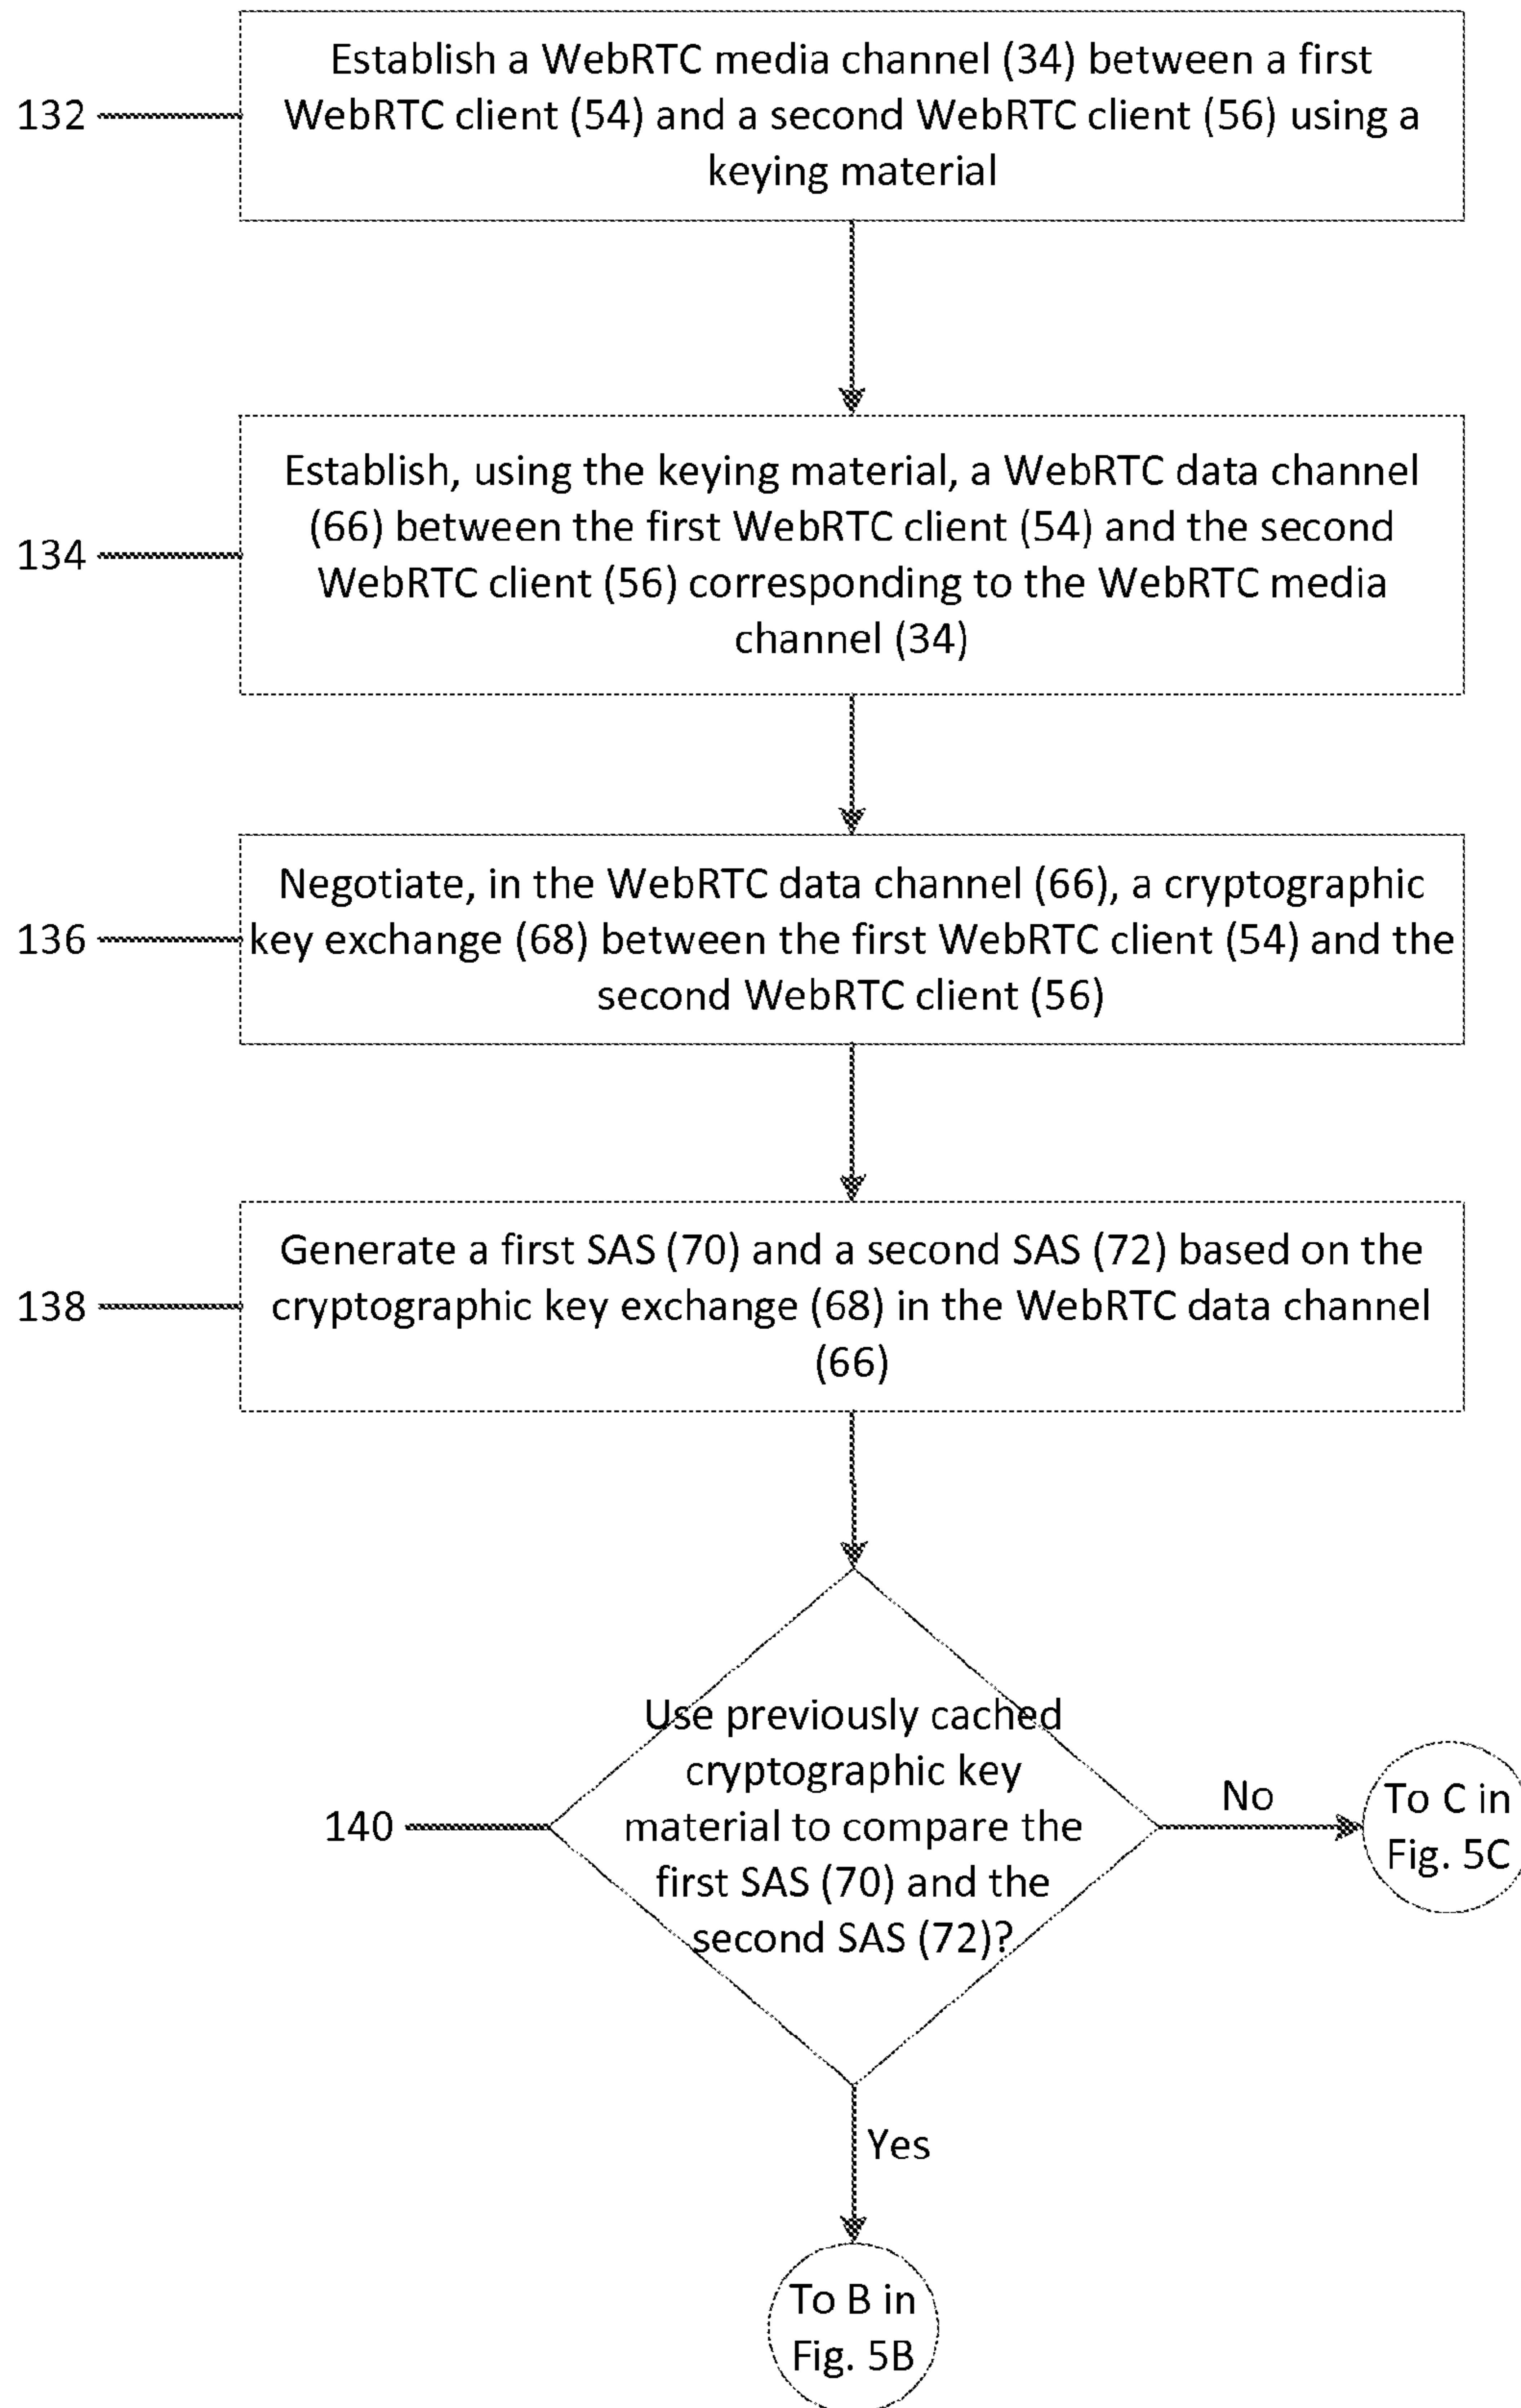 Establish a WebRTC media channel (34) between a first
132
WebRTC client (54) and a second WebRTC client (56) using a
keying material
Establish, using the keying material, a WebRTC data channel
(66) between the first WebRTC client (54) and the second
134
WebRTC client (56) corresponding to the WebRTC media
channel (34)
Negotiate, in the WebRTC data channel (66), a cryptographic
136
key exchange (68) between the first WebRTC client (54) and the
second WebRTC client (56)
Generate a first SAS (70) and a second SAS (72) based on the
138
cryptographic key exchange (68) in the WebRTC data channel
(66)
Use previously cached
cryptographic key
140
material to compare the
first SAS (70) and the
second SAS (72)?
No
To C in
Fig. 5C
Yes
To B in
Fig. 5B